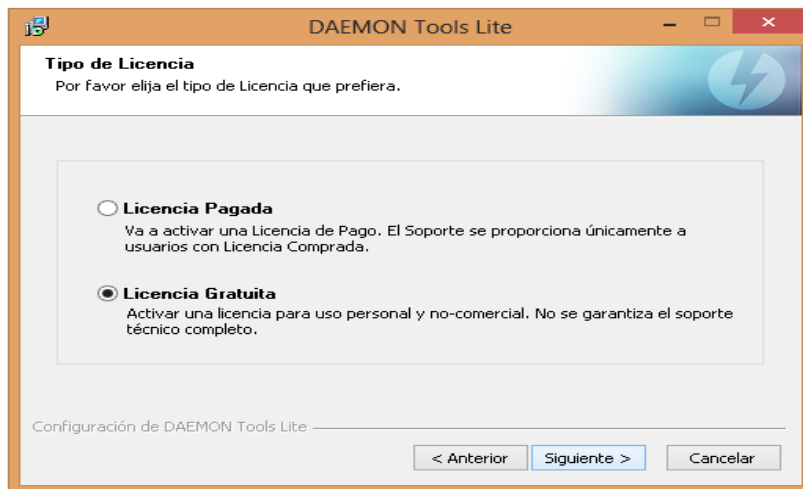 DAEMON Tools Lite
Tipo de Licencia
Por favor elija el tipo de Licencia que prefiera.
Licencia Pagada
Va a activar una Licencia de Pago. El Soporte se proporciona únicamente a
usuarios con Licencia Comprada.
Licencia Gratuita
Activar una licencia para uso personal y no-comercial. No se garantiza el soporte
técnico completo.
Configuración de DAEMON Tools Lite
< Anterior Siguiente > Cancelar